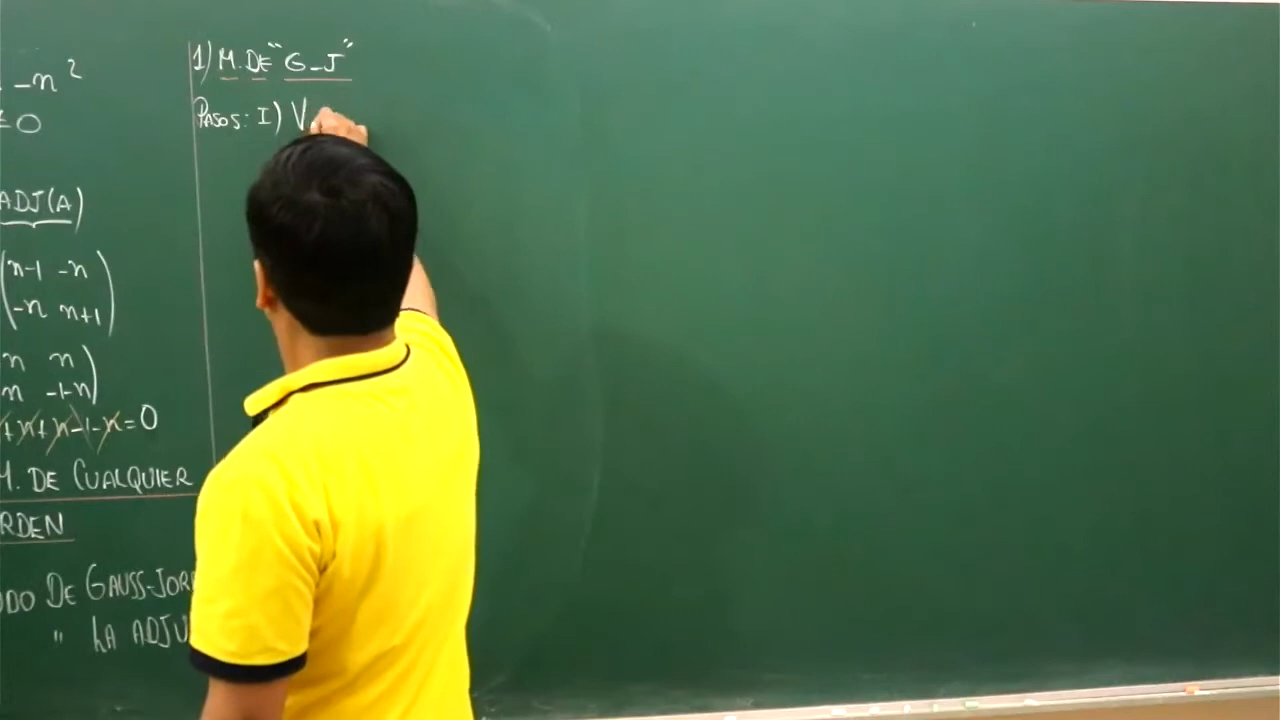 -n²
≠0
ADJ(A)
n-1 -n
-n n+1
n n
n -1-n
+n+n-1-n=0
M. DE CUALQUIER
RDEN
ODO DE GAUSS-JOR
" LA ADJU
1) M. DE "G-J"
PASOS: I) V